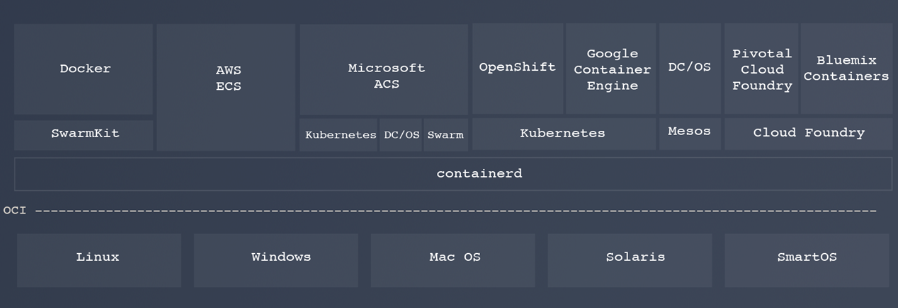 Docker
AWS
ECS
Microsoft
ACS
OpenShift
Google
Container
Engine
DC/OS
Pivotal
Cloud
Foundry
Bluemix
Containers
SwarmKit
Kubernetes
DC/OS
Swarm
Kubernetes
Mesos
Cloud Foundry
containerd
OCI
Linux
Windows
Mac OS
Solaris
SmartOS